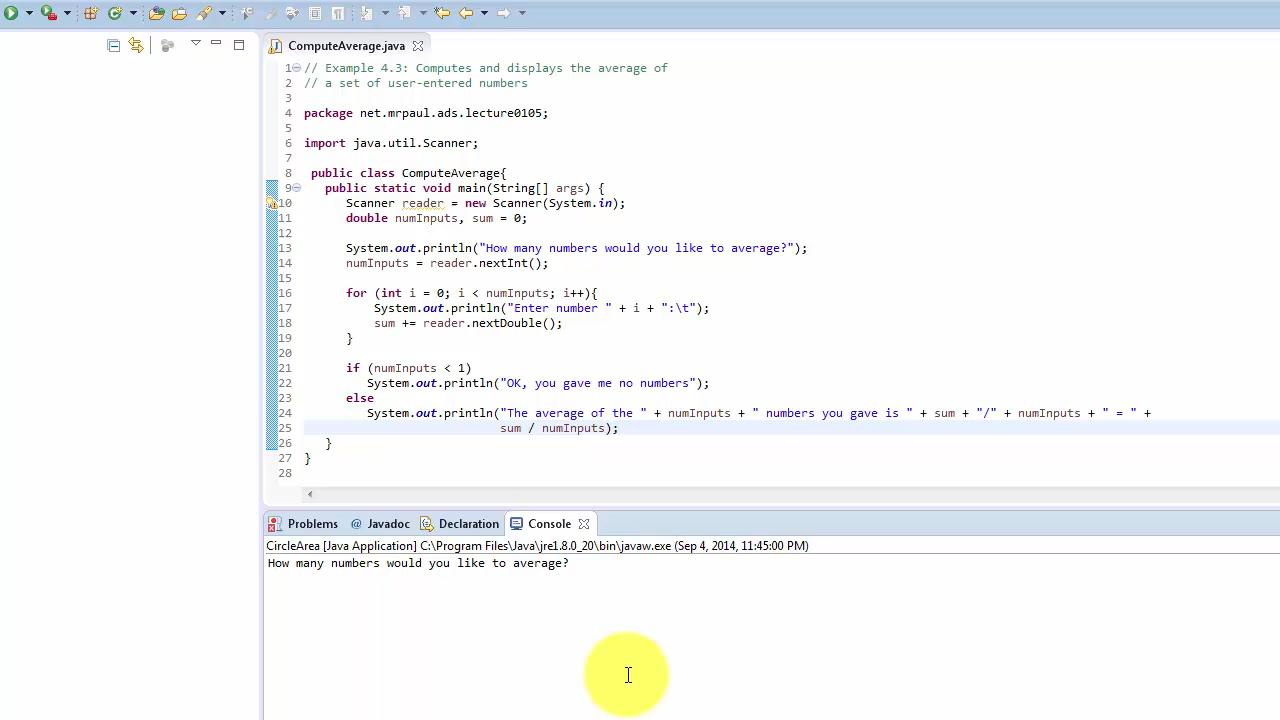 ComputeAverage.java
1 // Example 4.3: Computes and displays the average of
2 // a set of user-entered numbers
3
4 package net.mrpaul.ads.lecture0105;
5
6 import java.util.Scanner;
7
8 public class ComputeAverage{
9 public static void main(String[] args) {
10 Scanner reader = new Scanner(System.in);
11 double numInputs, sum = 0;
12
13 System.out.println("How many numbers would you like to average?");
14 numInputs = reader.nextInt();
15
16 for (int i = 0; i < numInputs; i++){
17 System.out.println("Enter number " + i + ":\t");
18 sum += reader.nextDouble();
19 }
20
21 if (numInputs < 1)
22 System.out.println("OK, you gave me no numbers");
23 else
24 System.out.println("The average of the " + numInputs + " numbers you gave is " + sum + "/" + numInputs + " = " +
25 sum / numInputs);
26 }
27 }
28
Problems @ Javadoc Declaration Console
CircleArea [Java Application] C:\Program Files\Java\jre1.8.0_20\bin\javaw.exe (Sep 4, 2014, 11:45:00 PM)
How many numbers would you like to average?